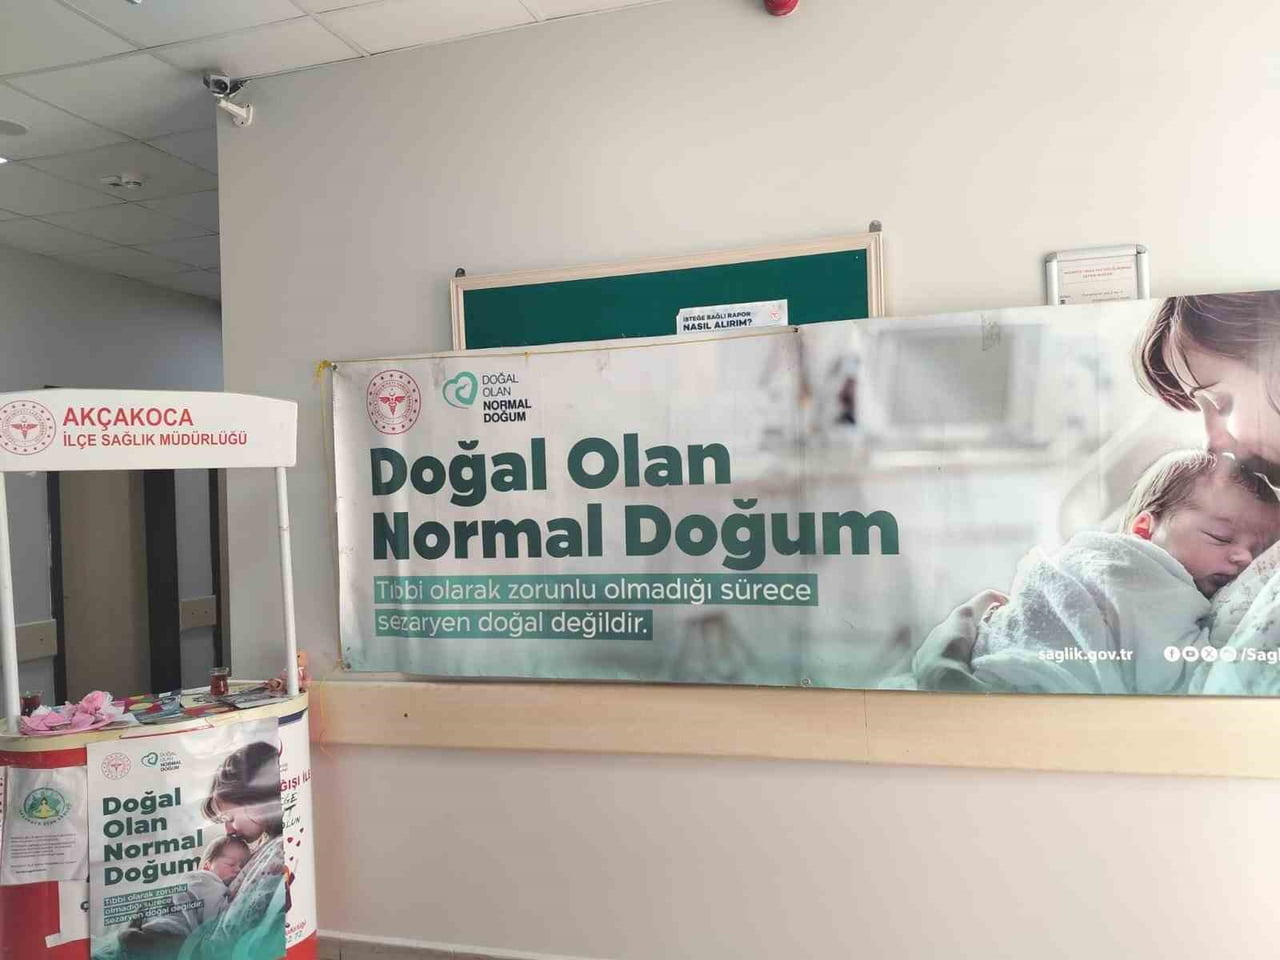 İSTEĞE BAĞLI RAPOR
NASIL ALIRIM?
DOĞAL
OLAN
NORMAL
DOĞUM
Doğal Olan
Normal Doğum
Tıbbi olarak zorunlu olmadığı sürece
sezaryen doğal değildir.
saglik.gov.tr
AKÇAKOCA
İLÇE SAĞLIK MÜDÜRLÜĞÜ
DOĞAL
OLAN
NORMAL
DOĞUM
Doğal
Olan
Normal
Doğum
Tıbbi olarak zorunlu
olmadığı sürece
sezaryen doğal değildir.